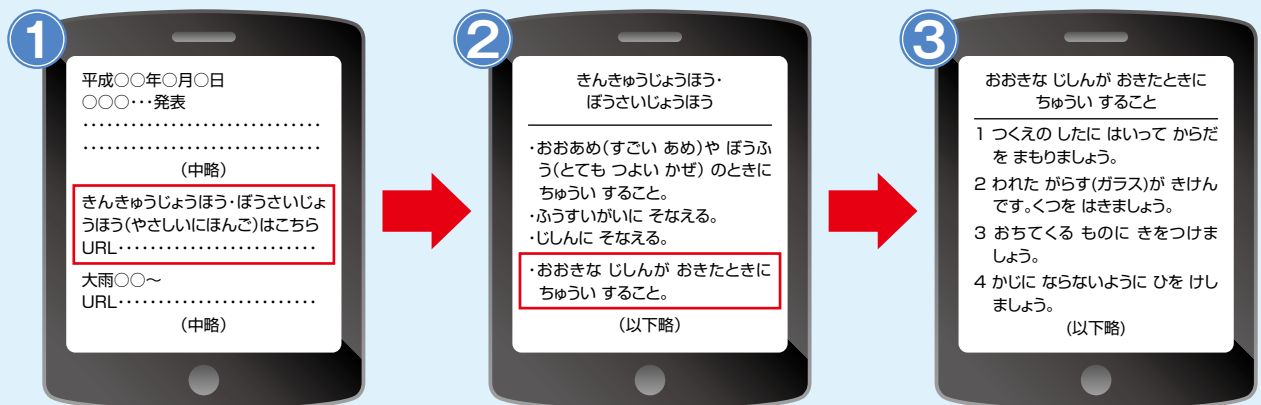 1
平成○○年○月○日
○○○・・・発表
・・・・・・・・・・・・・・・・・・・・・・・・・・・・・・
・・・・・・・・・・・・・・・・・・・・・・・・・・・・・・
(中略)
きんきゅうじょうほう・ぼうさいじょ
うほう(やさしいにほんご)はこちら
URL・・・・・・・・・・・・・・・・・・・・・・・・・
大雨○○～
URL・・・・・・・・・・・・・・・・・・・・・・・・・
(中略)
2
きんきゅうじょうほう・
ぼうさいじょうほう
・おおあめ(すごい あめ)や ぼうふ
う(とても つよい かぜ) のときに
ちゅうい すること。
・ふうすいがいに そなえる。
・じしんに そなえる。
・おおきな じしんが おきたときに
ちゅうい すること。
(以下略)
3
おおきな じしんが おきたときに
ちゅうい すること
1 つくえの したに はいって からだ
を まもりましょう。
2 われた がらす(ガラス)が きけん
です。くつを はきましょう。
3 おちてくる ものに きをつけま
しょう。
4 かじに ならないように ひを けし
ましょう。
(以下略)